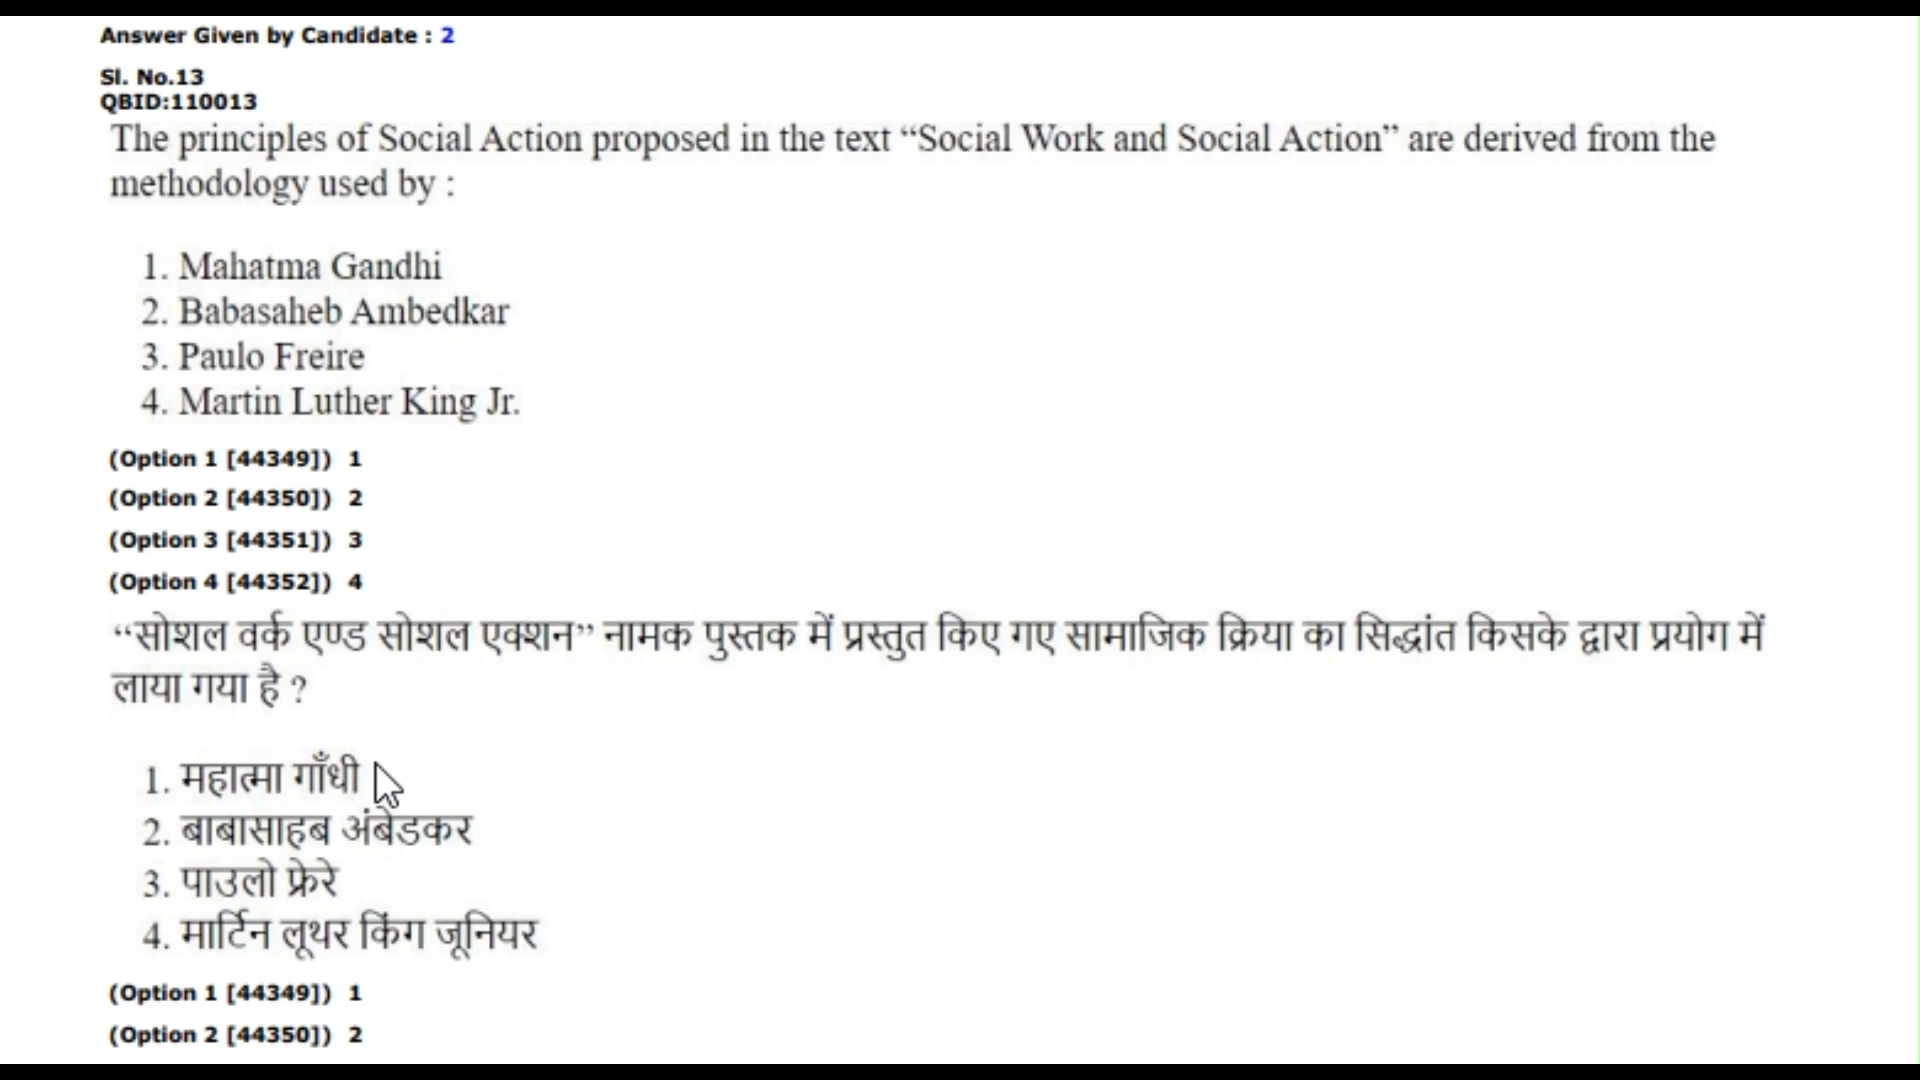 Answer Given by Candidate : 2
Sl. No.13
QBID:110013
The principles of Social Action proposed in the text “Social Work and Social Action” are derived from the
methodology used by :
1. Mahatma Gandhi
2. Babasaheb Ambedkar
3. Paulo Freire
4. Martin Luther King Jr.
(Option 1 [44349]) 1
(Option 2 [44350]) 2
(Option 3 [44351]) 3
(Option 4 [44352]) 4
“सोशल वर्क एण्ड सोशल एक्शन” नामक पुस्तक में प्रस्तुत किए गए सामाजिक क्रिया का सिद्धांत किसके द्वारा प्रयोग में
लाया गया है ?
1. महात्मा गाँधी
2. बाबासाहब अंबेडकर
3. पाउलो फ्रेरे
4. मार्टिन लूथर किंग जूनियर
(Option 1 [44349]) 1
(Option 2 [44350]) 2